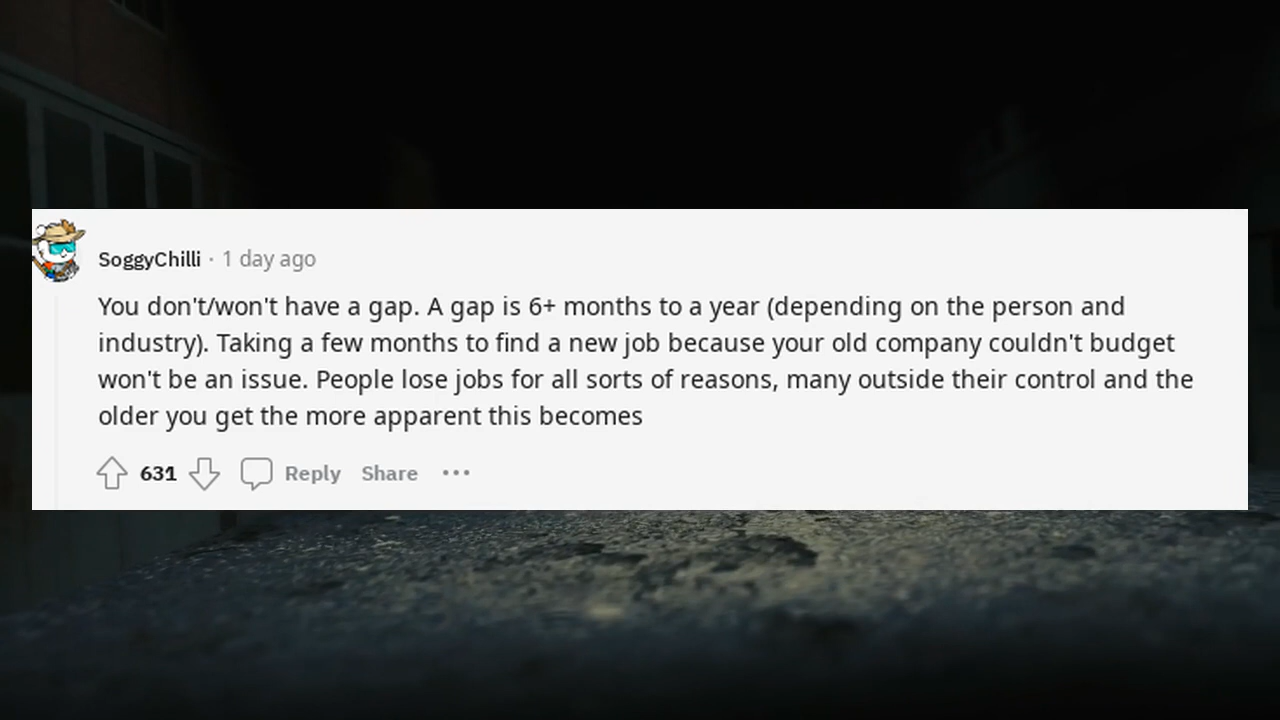 SoggyChilli · 1 day ago
You don't/won't have a gap. A gap is 6+ months to a year (depending on the person and
industry). Taking a few months to find a new job because your old company couldn't budget
won't be an issue. People lose jobs for all sorts of reasons, many outside their control and the
older you get the more apparent this becomes
631 Reply Share •••